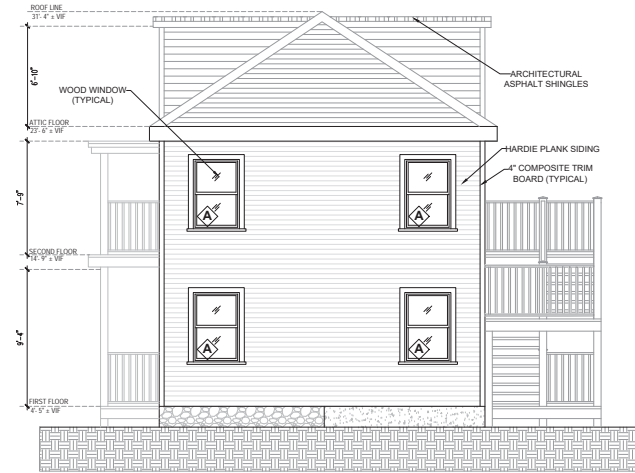 ROOF LINE
31'- 4" ± VIF
6'-10"
ARCHITECTURAL
ASPHALT SHINGLES
WOOD WINDOW
(TYPICAL)
ATTIC FLOOR
23'- 6" ± VIF
HARDIE PLANK SIDING
4" COMPOSITE TRIM
BOARD (TYPICAL)
7'-9"
A
A
SECOND FLOOR
14'- 9" ± VIF
9'-4"
A
A
FIRST FLOOR
4'- 5" ± VIF